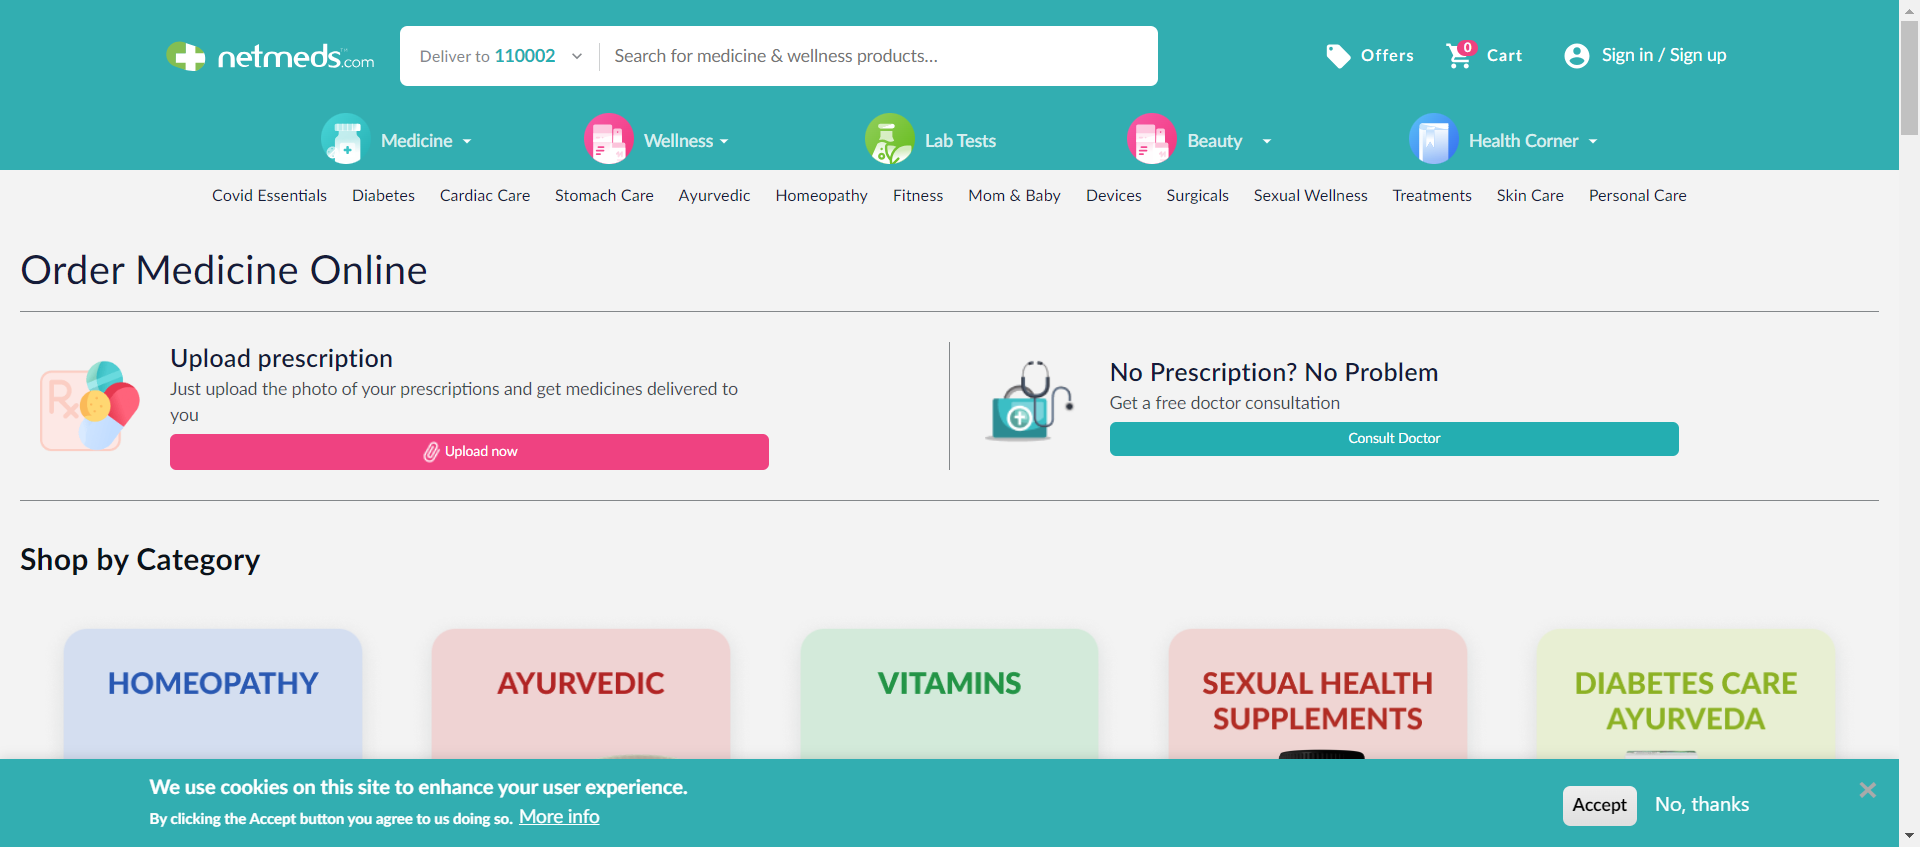 netmeds.com
Deliver to 110002
Search for medicine & wellness products...
Offers
0
Cart
Sign in / Sign up
Medicine
Wellness
Lab Tests
Beauty
Health Corner
Covid Essentials
Diabetes
Cardiac Care
Stomach Care
Ayurvedic
Homeopathy
Fitness
Mom & Baby
Devices
Surgicals
Sexual Wellness
Treatments
Skin Care
Personal Care
Order Medicine Online
Rx
Upload prescription
Just upload the photo of your prescriptions and get medicines delivered to
you
Upload now
No Prescription? No Problem
Get a free doctor consultation
Consult Doctor
Shop by Category
HOMEOPATHY
AYURVEDIC
VITAMINS
SEXUAL HEALTH
SUPPLEMENTS
DIABETES CARE
AYURVEDA
We use cookies on this site to enhance your user experience.
By clicking the Accept button you agree to us doing so. More info
Accept
No, thanks